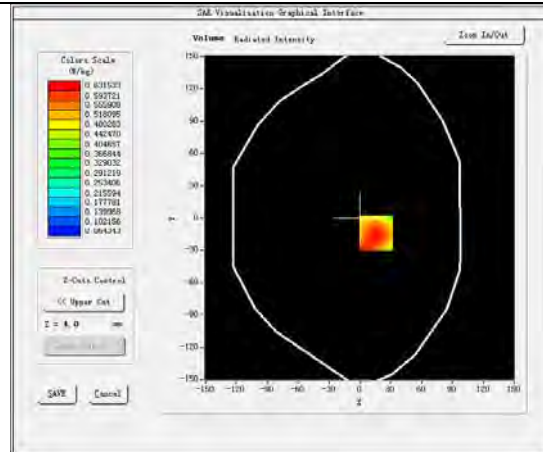 SAR Visualisation Graphical Interface
Volume Radiated Intensity
Zoom In/Out
Colors Scale
(W/kg)
0.631533
0.593721
0.555908
0.518095
0.480283
0.442470
0.404657
0.366844
0.329032
0.291219
0.253406
0.215594
0.177781
0.139968
0.102156
0.064343
150
120
90
60
30
0
-30
-60
-90
-120
-150
Y
-150 -120 -90 -60 -30 0 30 60 90 120 150
X
Z-Cuts Control
<< Upper Cut
Z = 4.0 mm
SAVE Cancel